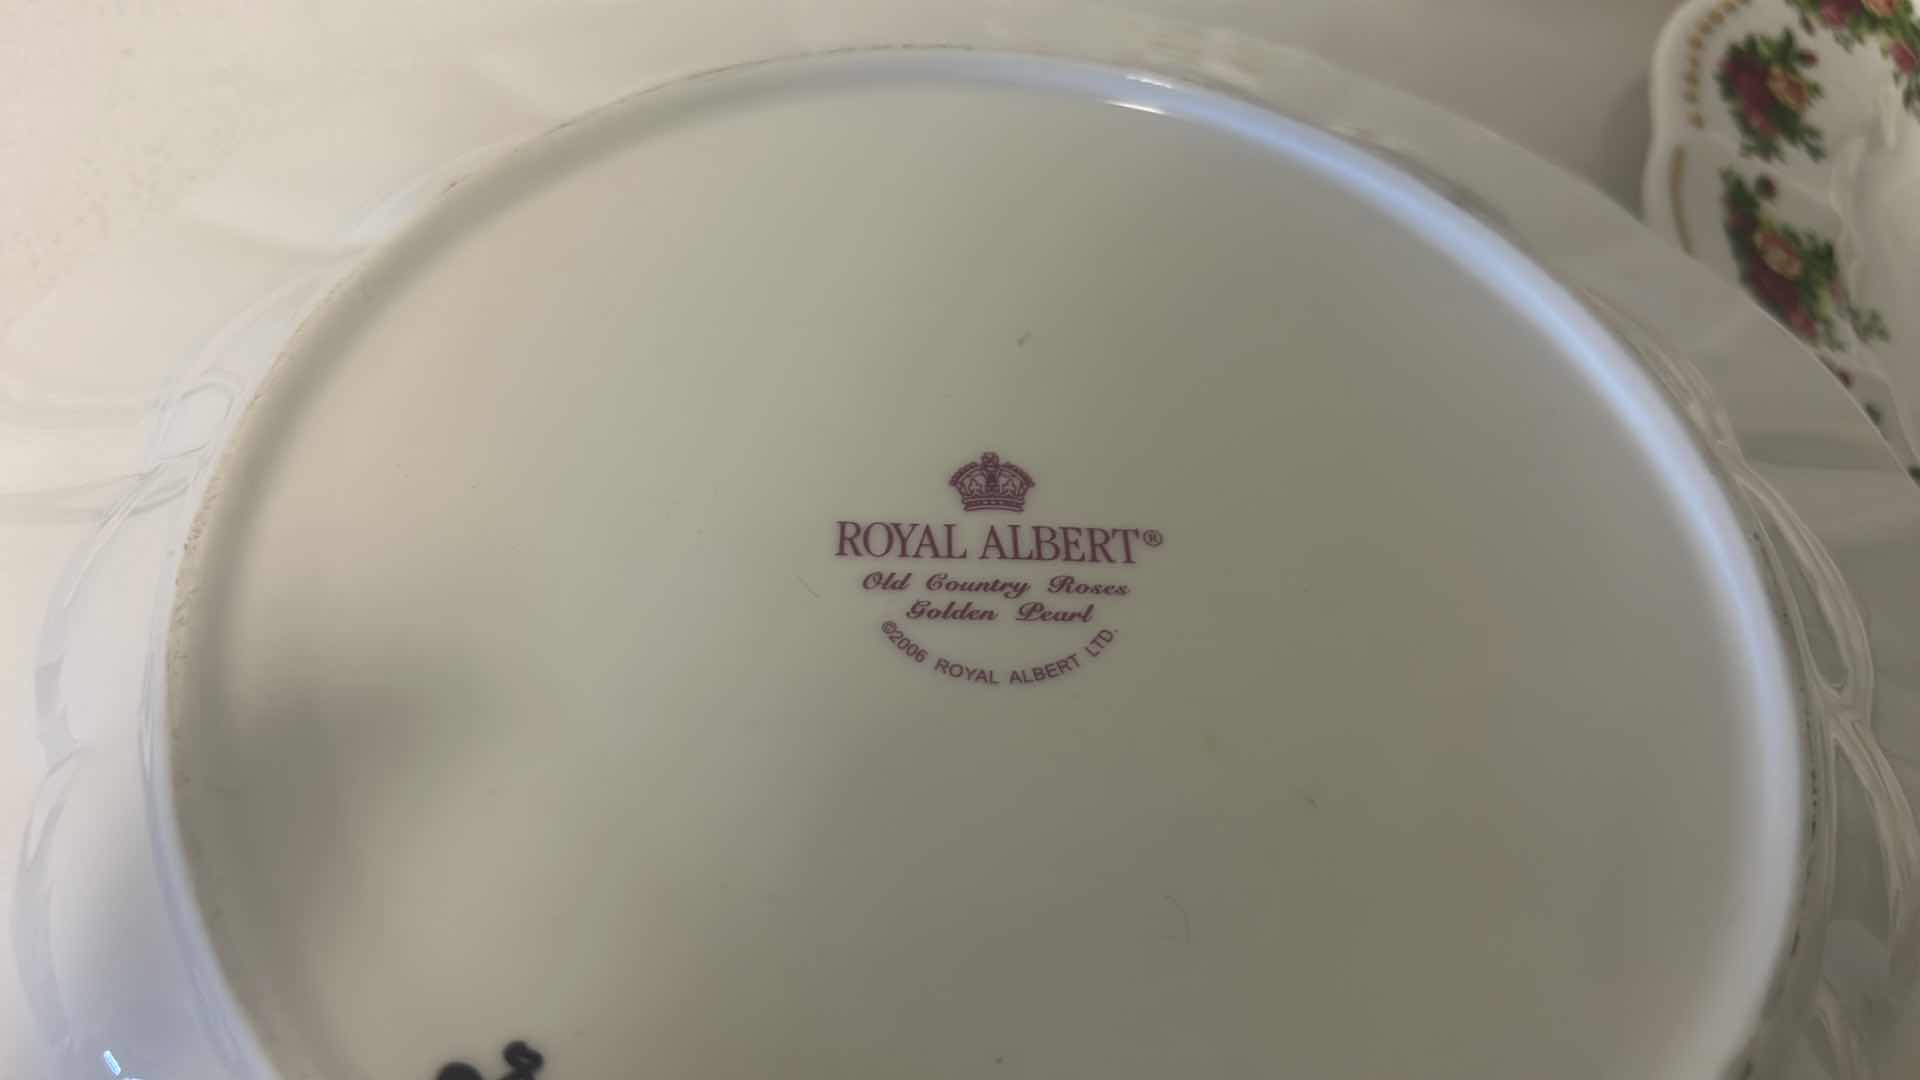 ROYAL ALBERT®
Old Country Roses
Golden Pearl
©2006 ROYAL ALBERT LTD.